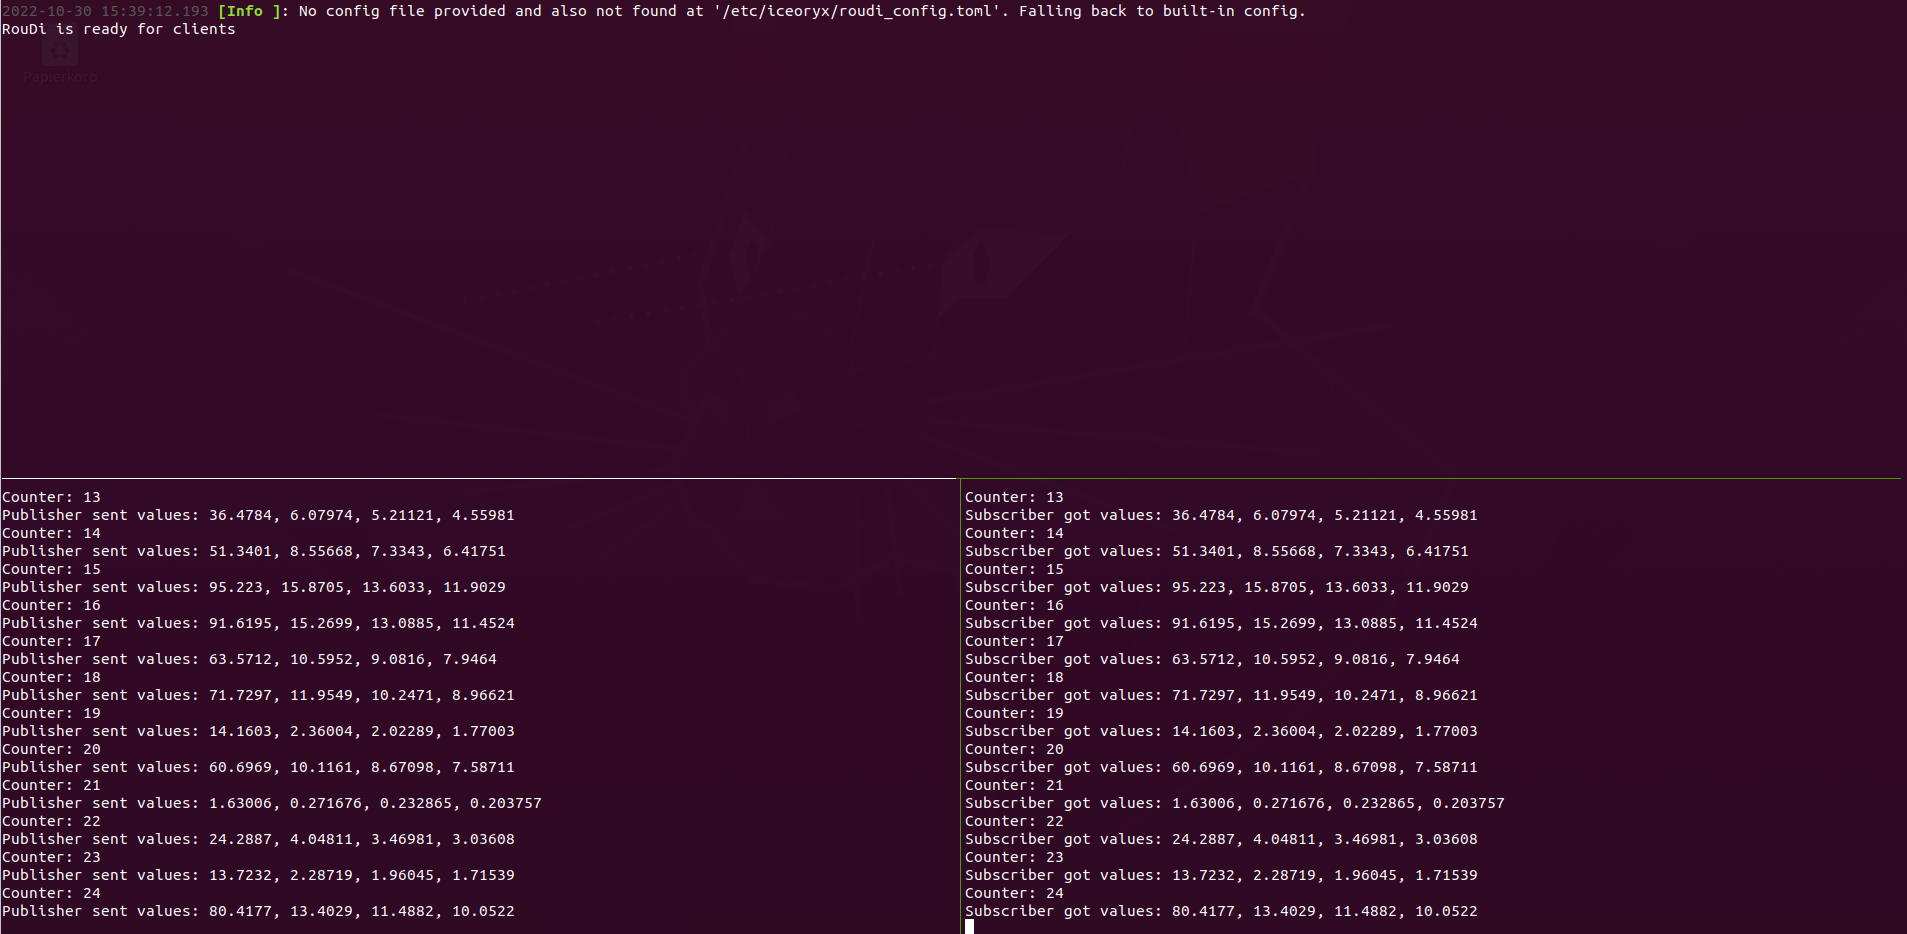 2022-10-30 15:39:12.193 [Info ]: No config file provided and also not found at '/etc/iceoryx/roudi_config.toml'. Falling back to built-in config.
RouDi is ready for clients
Papierkorb
Counter: 13
Publisher sent values: 36.4784, 6.07974, 5.21121, 4.55981
Counter: 14
Publisher sent values: 51.3401, 8.55668, 7.3343, 6.41751
Counter: 15
Publisher sent values: 95.223, 15.8705, 13.6033, 11.9029
Counter: 16
Publisher sent values: 91.6195, 15.2699, 13.0885, 11.4524
Counter: 17
Publisher sent values: 63.5712, 10.5952, 9.0816, 7.9464
Counter: 18
Publisher sent values: 71.7297, 11.9549, 10.2471, 8.96621
Counter: 19
Publisher sent values: 14.1603, 2.36004, 2.02289, 1.77003
Counter: 20
Publisher sent values: 60.6969, 10.1161, 8.67098, 7.58711
Counter: 21
Publisher sent values: 1.63006, 0.271676, 0.232865, 0.203757
Counter: 22
Publisher sent values: 24.2887, 4.04811, 3.46981, 3.03608
Counter: 23
Publisher sent values: 13.7232, 2.28719, 1.96045, 1.71539
Counter: 24
Publisher sent values: 80.4177, 13.4029, 11.4882, 10.0522
Counter: 13
Subscriber got values: 36.4784, 6.07974, 5.21121, 4.55981
Counter: 14
Subscriber got values: 51.3401, 8.55668, 7.3343, 6.41751
Counter: 15
Subscriber got values: 95.223, 15.8705, 13.6033, 11.9029
Counter: 16
Subscriber got values: 91.6195, 15.2699, 13.0885, 11.4524
Counter: 17
Subscriber got values: 63.5712, 10.5952, 9.0816, 7.9464
Counter: 18
Subscriber got values: 71.7297, 11.9549, 10.2471, 8.96621
Counter: 19
Subscriber got values: 14.1603, 2.36004, 2.02289, 1.77003
Counter: 20
Subscriber got values: 60.6969, 10.1161, 8.67098, 7.58711
Counter: 21
Subscriber got values: 1.63006, 0.271676, 0.232865, 0.203757
Counter: 22
Subscriber got values: 24.2887, 4.04811, 3.46981, 3.03608
Counter: 23
Subscriber got values: 13.7232, 2.28719, 1.96045, 1.71539
Counter: 24
Subscriber got values: 80.4177, 13.4029, 11.4882, 10.0522